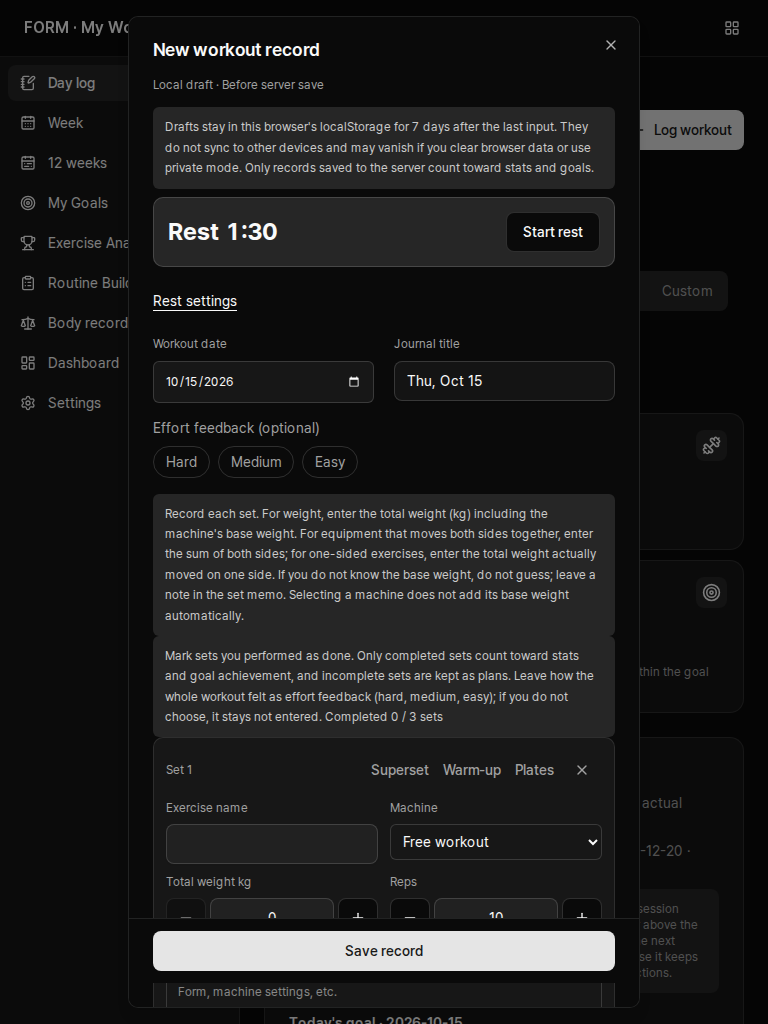 FORM · My Wo
New workout record
Local draft · Before server save
Day log
Week
12 weeks
My Goals
Exercise Ana
Routine Buil
Body record
Dashboard
Settings
Drafts stay in this browser's localStorage for 7 days after the last input. They
do not sync to other devices and may vanish if you clear browser data or use
private mode. Only records saved to the server count toward stats and goals.
Log workout
Rest 1:30
Start rest
Custom
Rest settings
Workout date
Journal title
10/15/2026
Thu, Oct 15
Effort feedback (optional)
Hard
Medium
Easy
Record each set. For weight, enter the total weight (kg) including the
machine's base weight. For equipment that moves both sides together, enter
the sum of both sides; for one-sided exercises, enter the total weight actually
moved on one side. If you do not know the base weight, do not guess; leave a
note in the set memo. Selecting a machine does not add its base weight
automatically.
Mark sets you performed as done. Only completed sets count toward stats
and goal achievement, and incomplete sets are kept as plans. Leave how the
whole workout felt as effort feedback (hard, medium, easy); if you do not
choose, it stays not entered. Completed 0 / 3 sets
thin the goal
Set 1
Superset
Warm-up
Plates
Exercise name
Machine
Free workout
Total weight kg
Reps
0
10
actual
-12-20 ·
session
above the
e next
se it keeps
ctions.
Save record
Form, machine settings, etc.
Today's goal · 2026-10-15